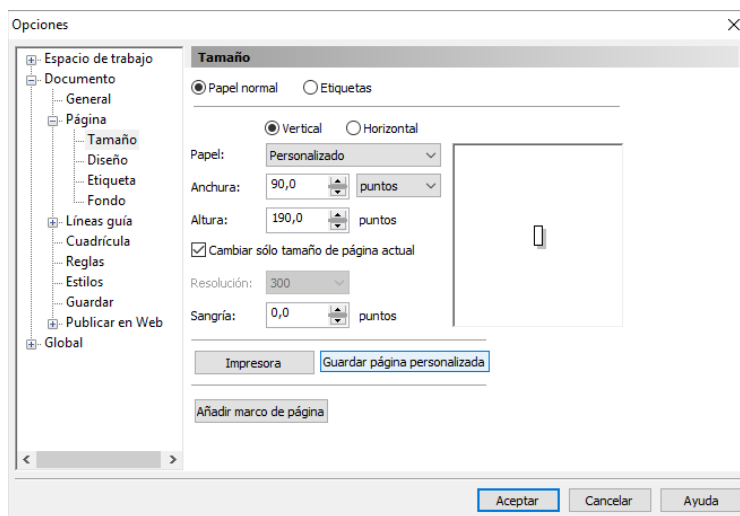 Opciones
Espacio de trabajo
Documento
General
Página
Tamaño
Diseño
Etiqueta
Fondo
Líneas guía
Cuadrícula
Reglas
Estilos
Guardar
Publicar en Web
Global
Tamaño
Papel normal Etiquetas
Vertical Horizontal
Papel: Personalizado
Anchura: 90,0 puntos
Altura: 190,0 puntos
Cambiar sólo tamaño de página actual
Resolución: 300
Sangría: 0,0 puntos
Impresora Guardar página personalizada
Añadir marco de página
Aceptar Cancelar Ayuda